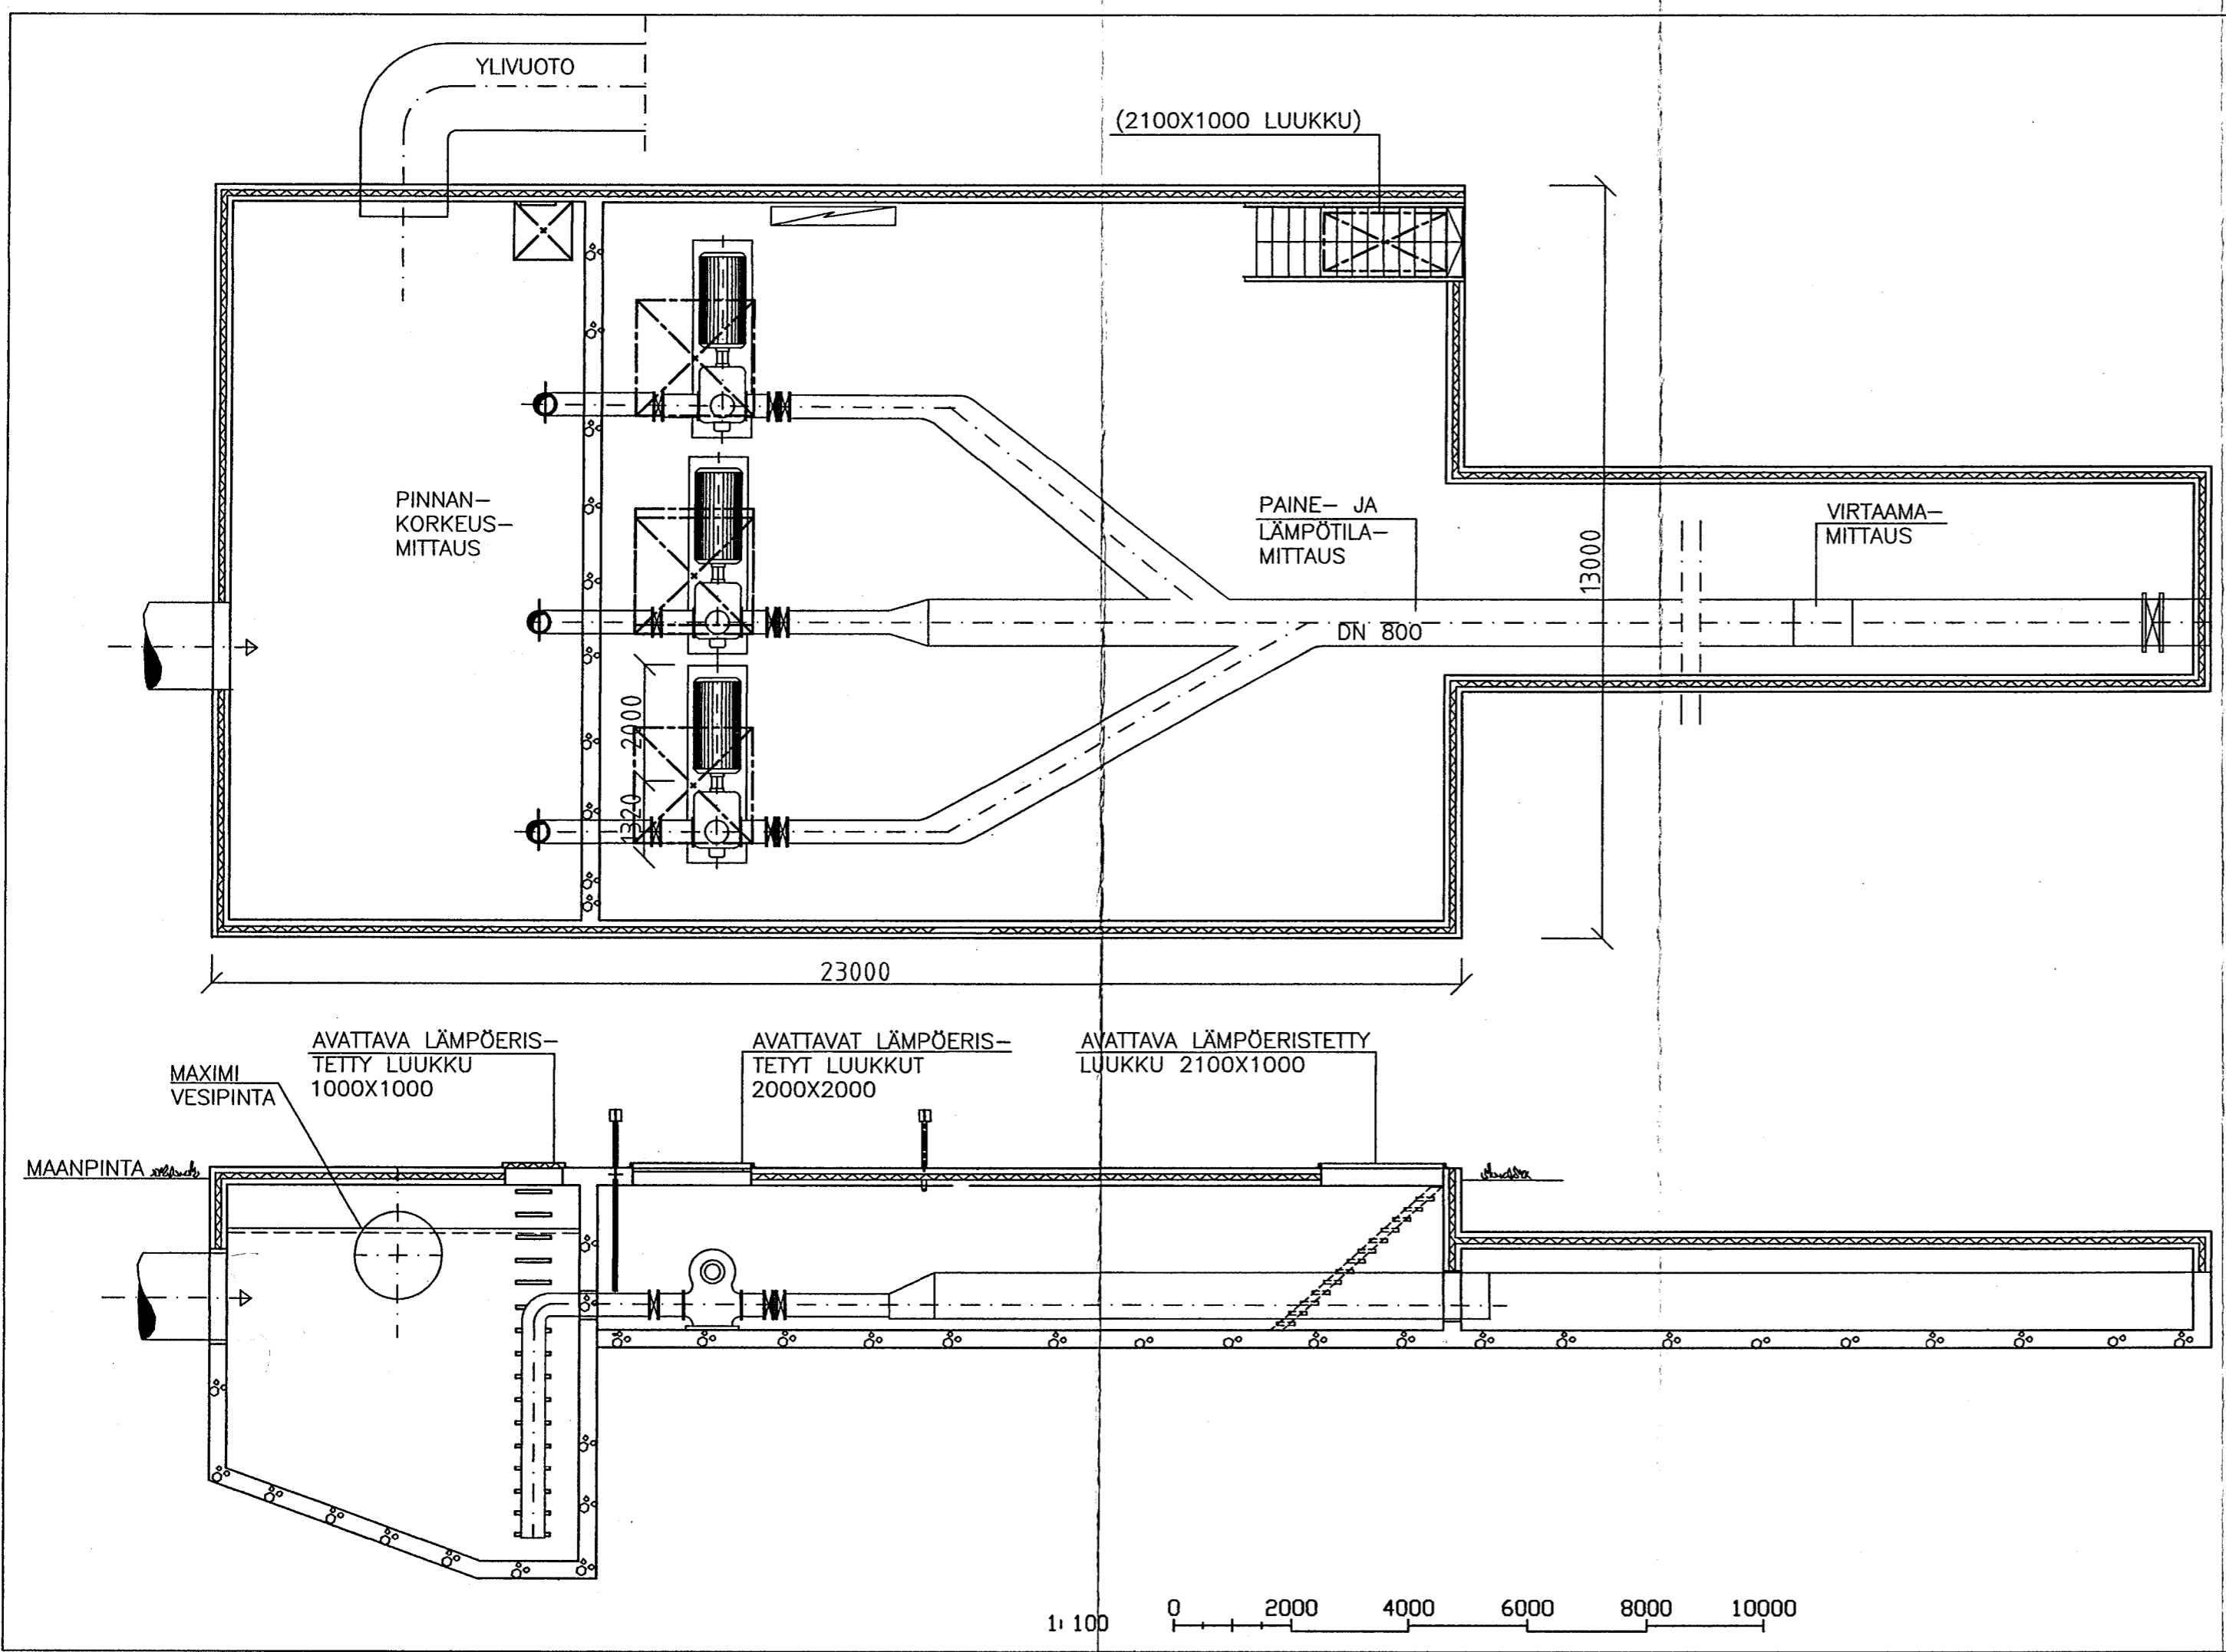 YLIVUOTO
(2100X1000 LUUKKU)
PINNAN-
KORKEUS-
MITTAUS
PAINE- JA
LÄMPÖTILA-
MITTAUS
VIRTAAMA-
MITTAUS
13000
DN 800
2000
1320
23000
AVATTAVA LÄMPÖERIS-
TETTY LUUKKU
1000X1000
AVATTAVAT LÄMPÖERIS-
TETYT LUUKKUT
2000X2000
AVATTAVA LÄMPÖERISTETTY
LUUKKU 2100X1000
MAXIMI
VESIPINTA
MAANPINTA
1:100
0 2000 4000 6000 8000 10000